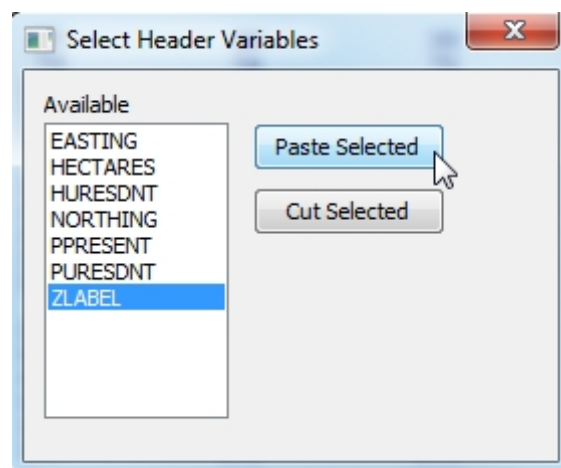 Select Header Variables
Available
EASTING
HECTARES
HURESDNT
NORTHING
PPRESENT
PURESDNT
ZLABEL
Paste Selected
Cut Selected